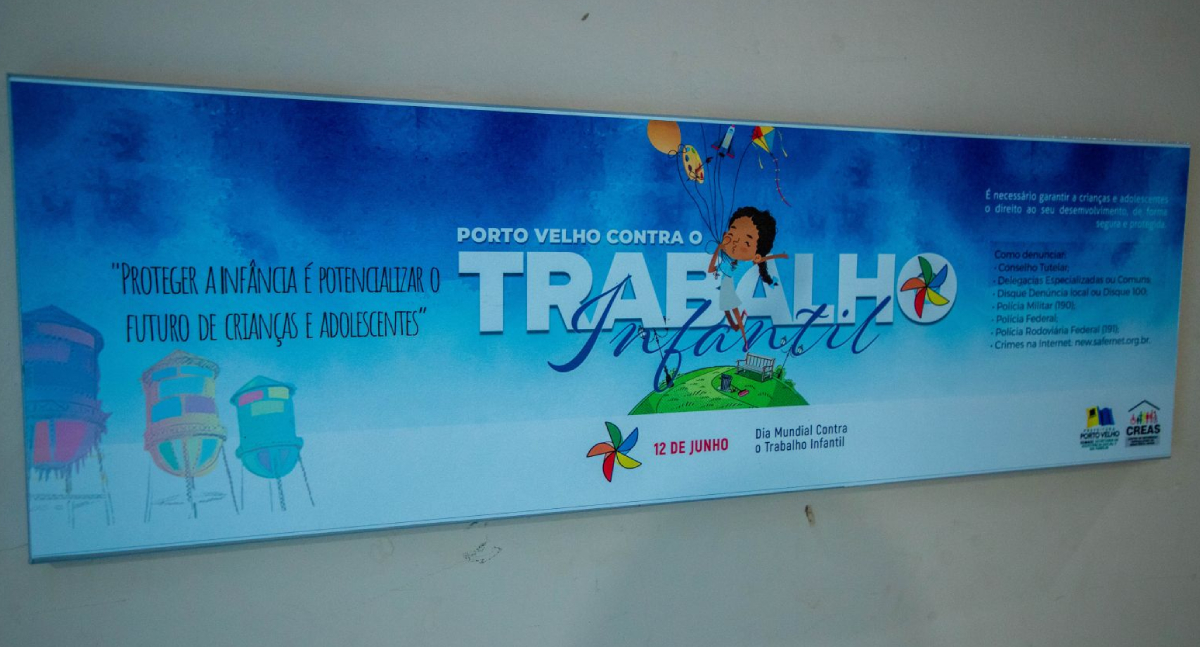 "PROTEGER A INFÂNCIA É POTENCIALIZAR O
FUTURO DE CRIANÇAS E ADOLESCENTES"
PORTO VELHO CONTRA O
TRABALHO
Infantil
12 DE JUNHO
Dia Mundial Contra
o Trabalho Infantil
É necessário garantir a crianças e adolescentes
o direito ao seu desenvolvimento, de forma
segura e protegida.
Como denunciar:
• Conselho Tutelar;
• Delegacias Especializadas ou Comuns;
• Disque Denúncia local ou Disque 100;
• Polícia Militar (190);
• Polícia Federal;
• Polícia Rodoviária Federal (191);
• Crimes na Internet: new.safernet.org.br.
PREFEITURA
PORTO VELHO
CREAS